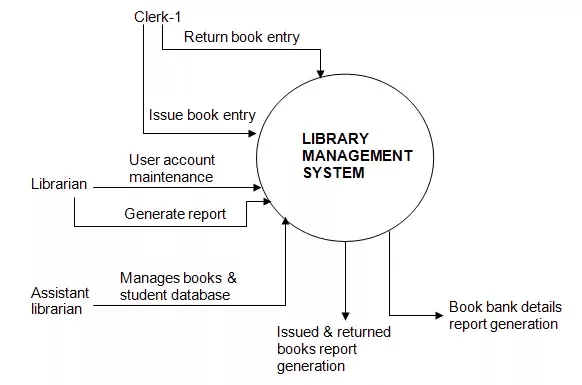 Clerk-1
Return book entry
Issue book entry
LIBRARY
MANAGEMENT
SYSTEM
User account
maintenance
Librarian
Generate report
Manages books &
student database
Assistant
librarian
Issued & returned
books report
generation
Book bank details
report generation